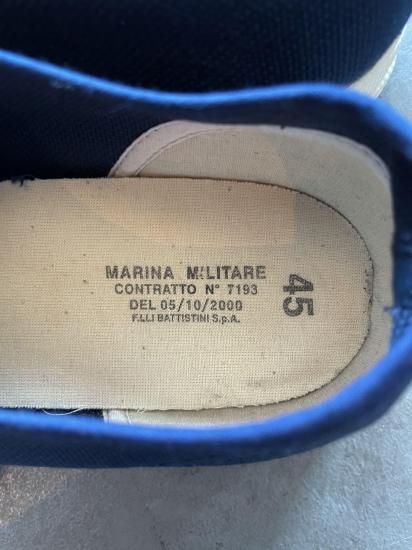 MARINA MILITARE
CONTRATTO N° 7193
DEL 05/10/2000
F.LLI BATTISTINI S.p.A.
45